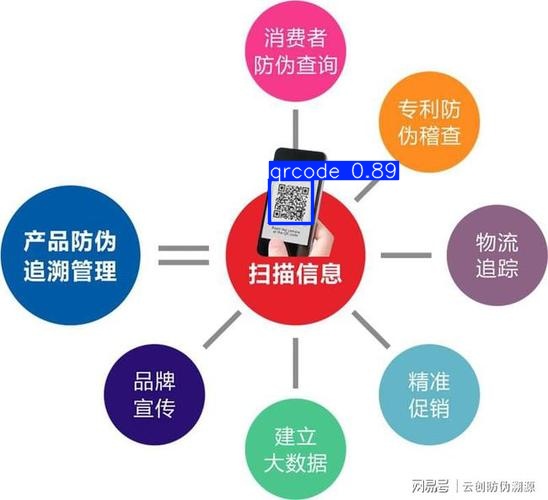 消费者
防伪查询
专利防
伪稽查
qrcode 0.89
产品防伪
追溯管理
扫描信息
物流
追踪
品牌
宣传
精准
促销
建立
大数据
网易号 | 云创防伪溯源